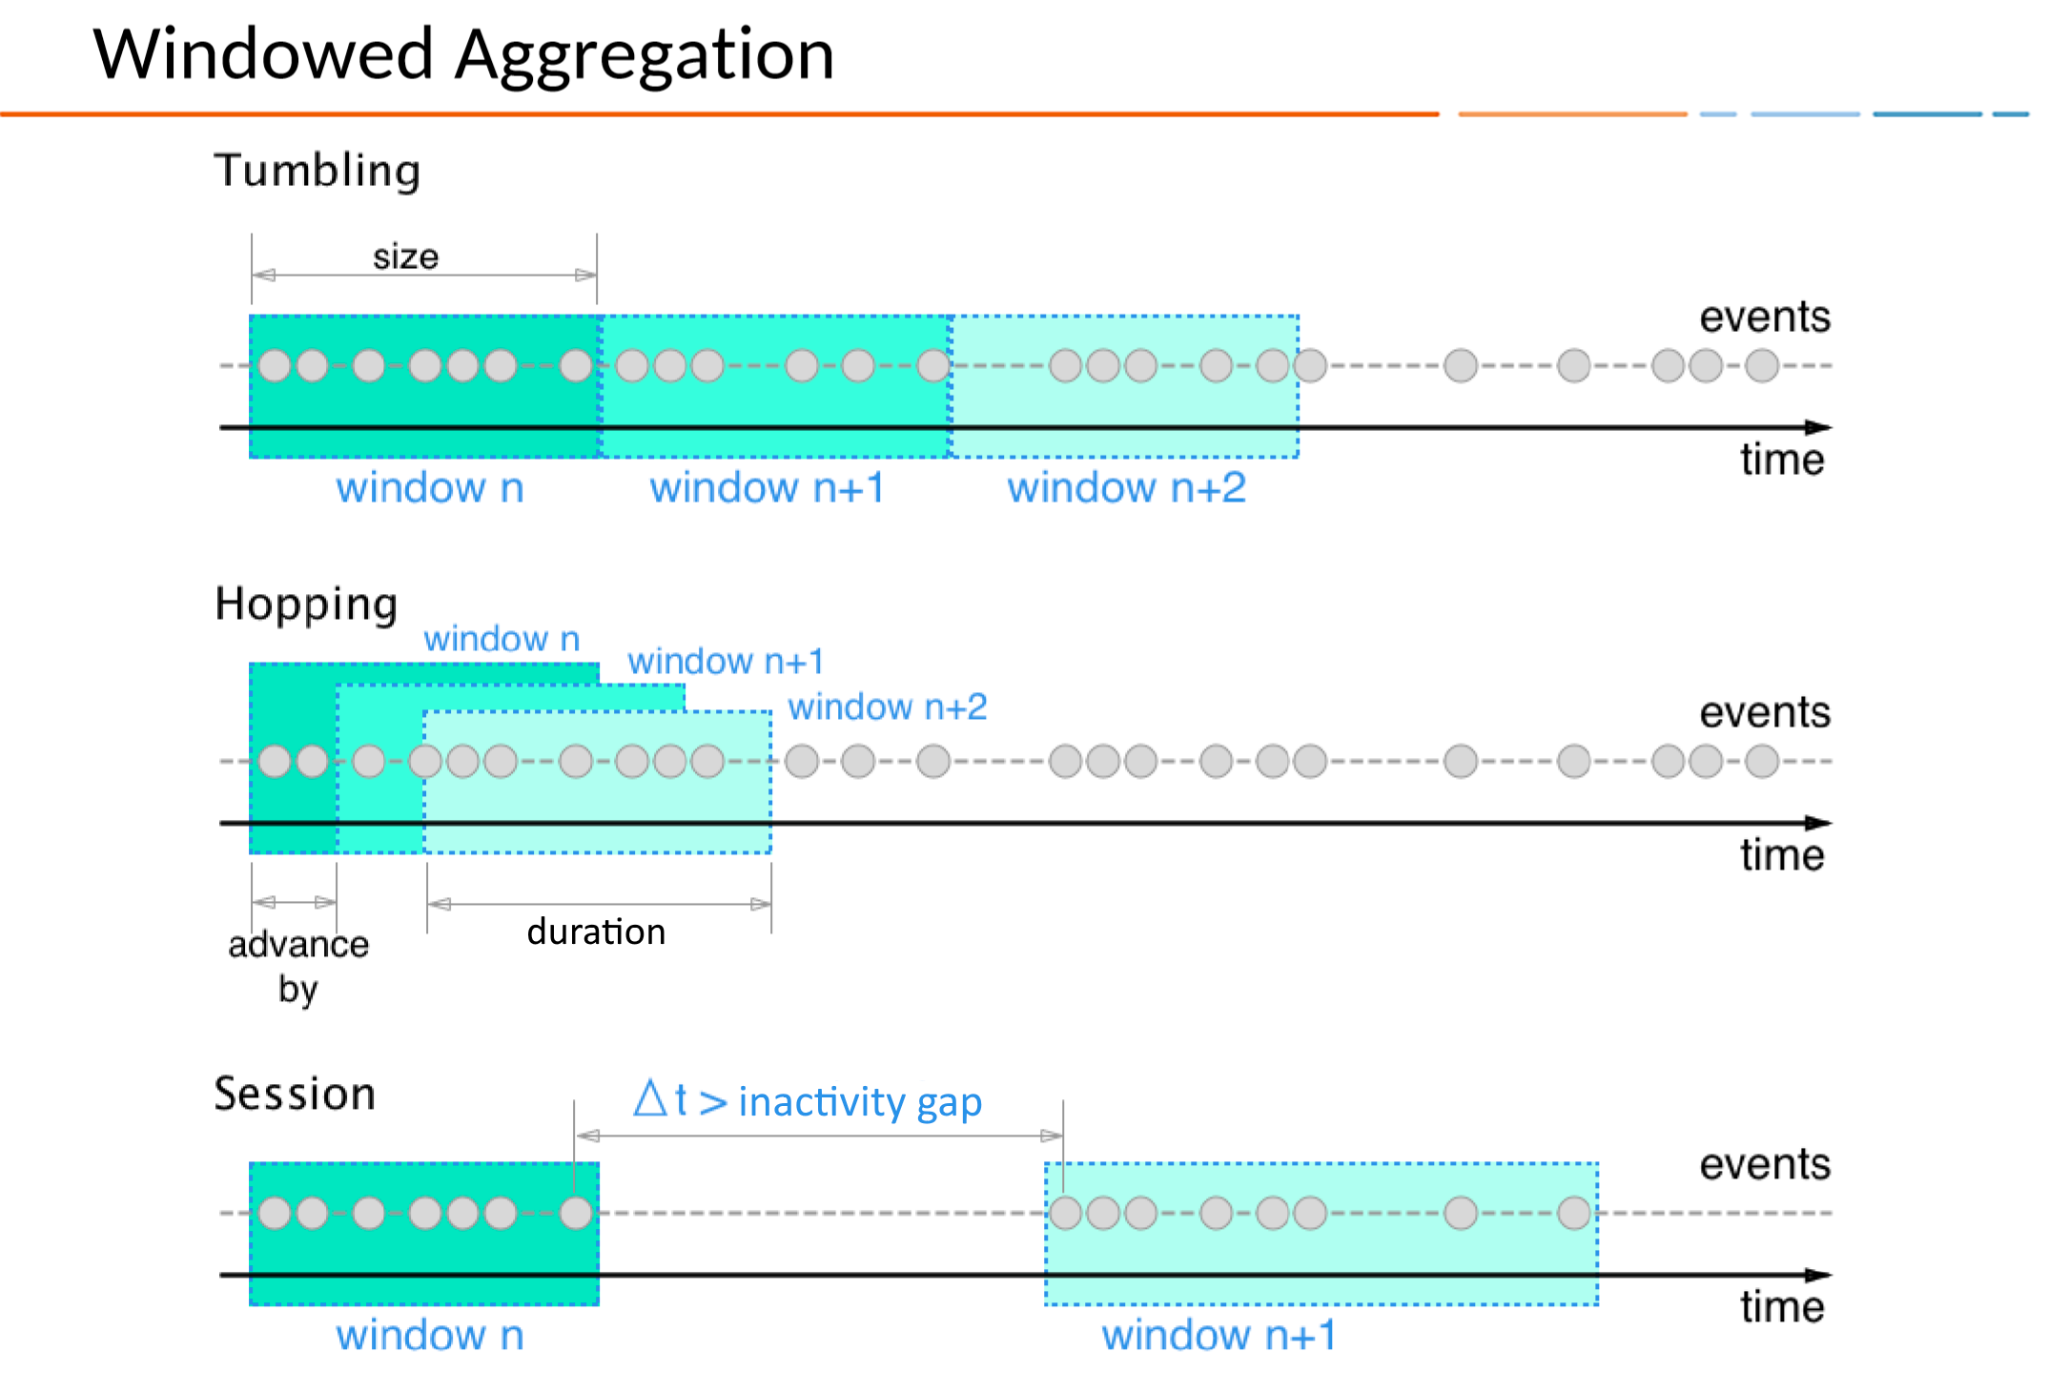 Windowed Aggregation
Tumbling
size
events
time
window n
window n+1
window n+2
Hopping
window n
window n+1
window n+2
events
time
advance
by
duration
Session
Δ t > inactivity gap
events
time
window n
window n+1